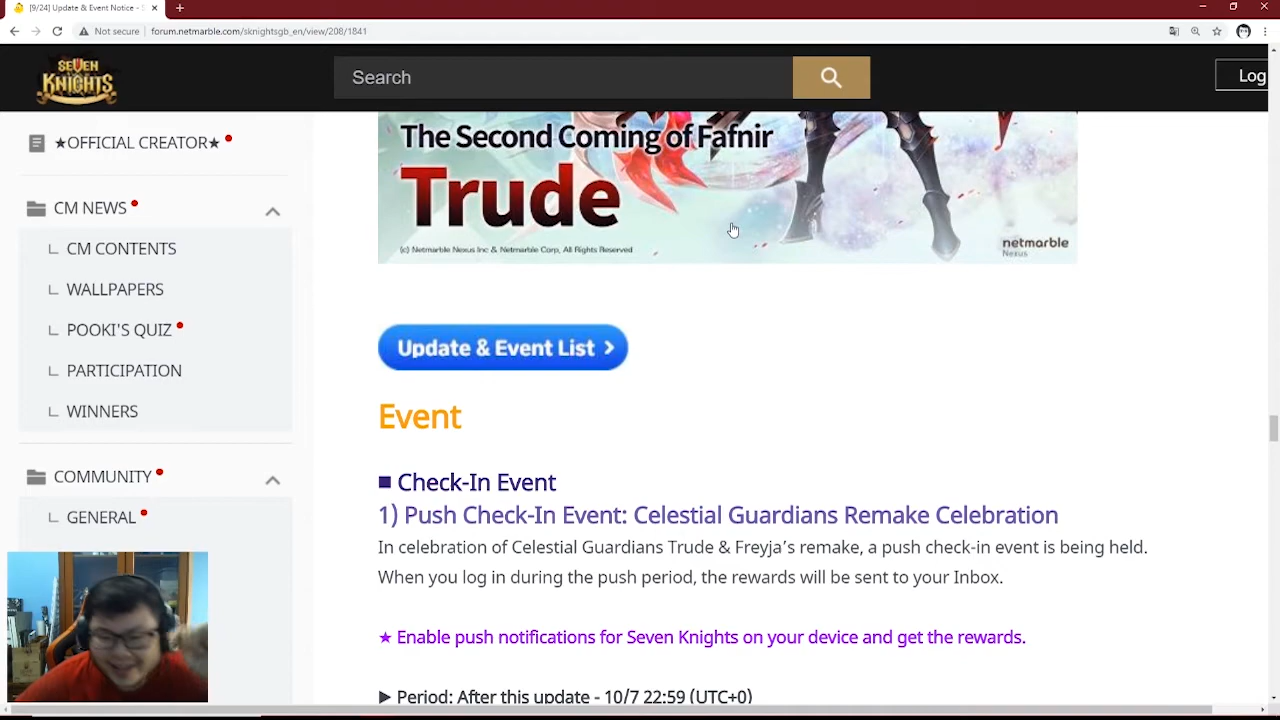 [9/24] Update & Event Notice - S
Not secure
forum.netmarble.com/sknightsgb_en/view/208/1841
SEVEN
KNIGHTS
Search
Log
★OFFICIAL CREATOR★
CM NEWS
CM CONTENTS
WALLPAPERS
POOKI'S QUIZ
PARTICIPATION
WINNERS
COMMUNITY
GENERAL
The Second Coming of Fafnir
Trude
(c) Netmarble Nexus Inc & Netmarble Corp, All Rights Reserved
netmarble
Nexus
Update & Event List >
Event
■ Check-In Event
1) Push Check-In Event: Celestial Guardians Remake Celebration
In celebration of Celestial Guardians Trude & Freyja's remake, a push check-in event is being held.
When you log in during the push period, the rewards will be sent to your Inbox.
★ Enable push notifications for Seven Knights on your device and get the rewards.
▶ Period: After this update - 10/7 22:59 (UTC+0)